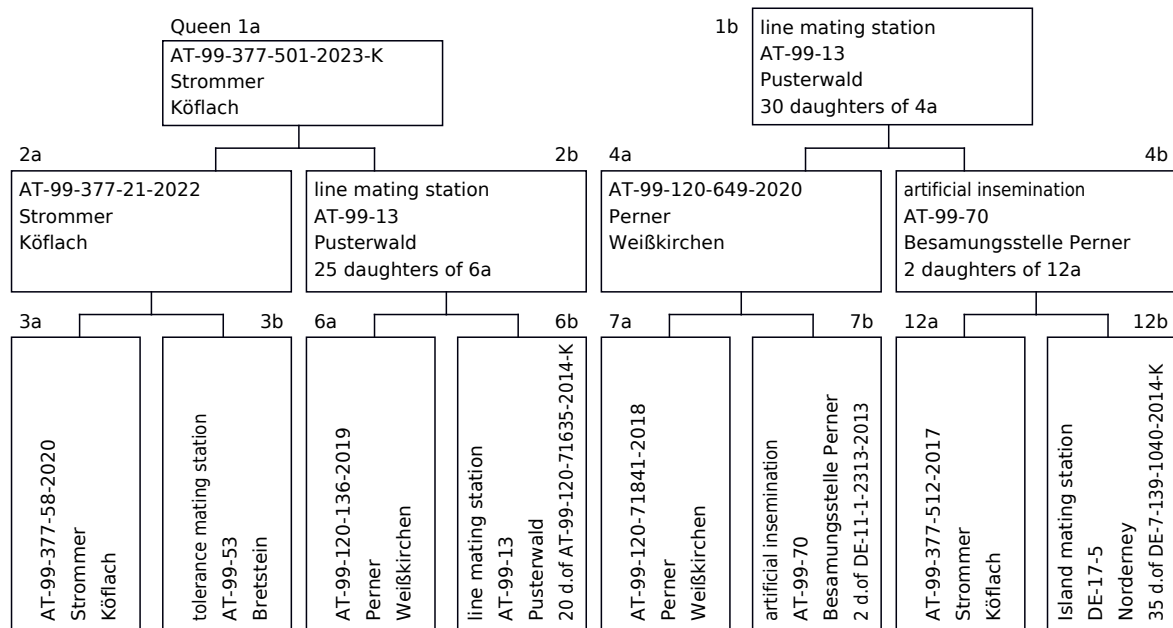 Queen 1a
AT-99-377-501-2023-K
Strommer
Köflach
1b
line mating station
AT-99-13
Pusterwald
30 daughters of 4a
2a
AT-99-377-21-2022
Strommer
Köflach
2b
line mating station
AT-99-13
Pusterwald
25 daughters of 6a
4a
AT-99-120-649-2020
Perner
Weißkirchen
4b
artificial insemination
AT-99-70
Besamungsstelle Perner
2 daughters of 12a
3a
AT-99-377-58-2020
Strommer
Köflach
3b
tolerance mating station
AT-99-53
Bretstein
6a
AT-99-120-136-2019
Perner
Weißkirchen
6b
line mating station
AT-99-13
Pusterwald
20 d.of AT-99-120-71635-2014-K
7a
AT-99-120-71841-2018
Perner
Weißkirchen
7b
artificial insemination
AT-99-70
Besamungsstelle Perner
2 d.of DE-11-1-2313-2013
12a
AT-99-377-512-2017
Strommer
Köflach
12b
Island mating station
DE-17-5
Norderney
35 d.of DE-7-139-1040-2014-K